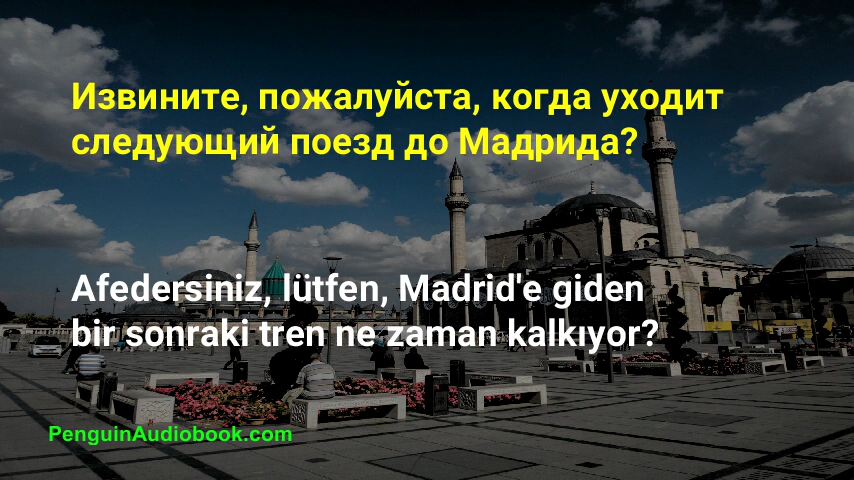 Извините, пожалуйста, когда уходит
следующий поезд до Мадрида?
Afedersiniz, lütfen, Madrid'e giden
bir sonraki tren ne zaman kalkıyor?
PenguinAudiobook.com